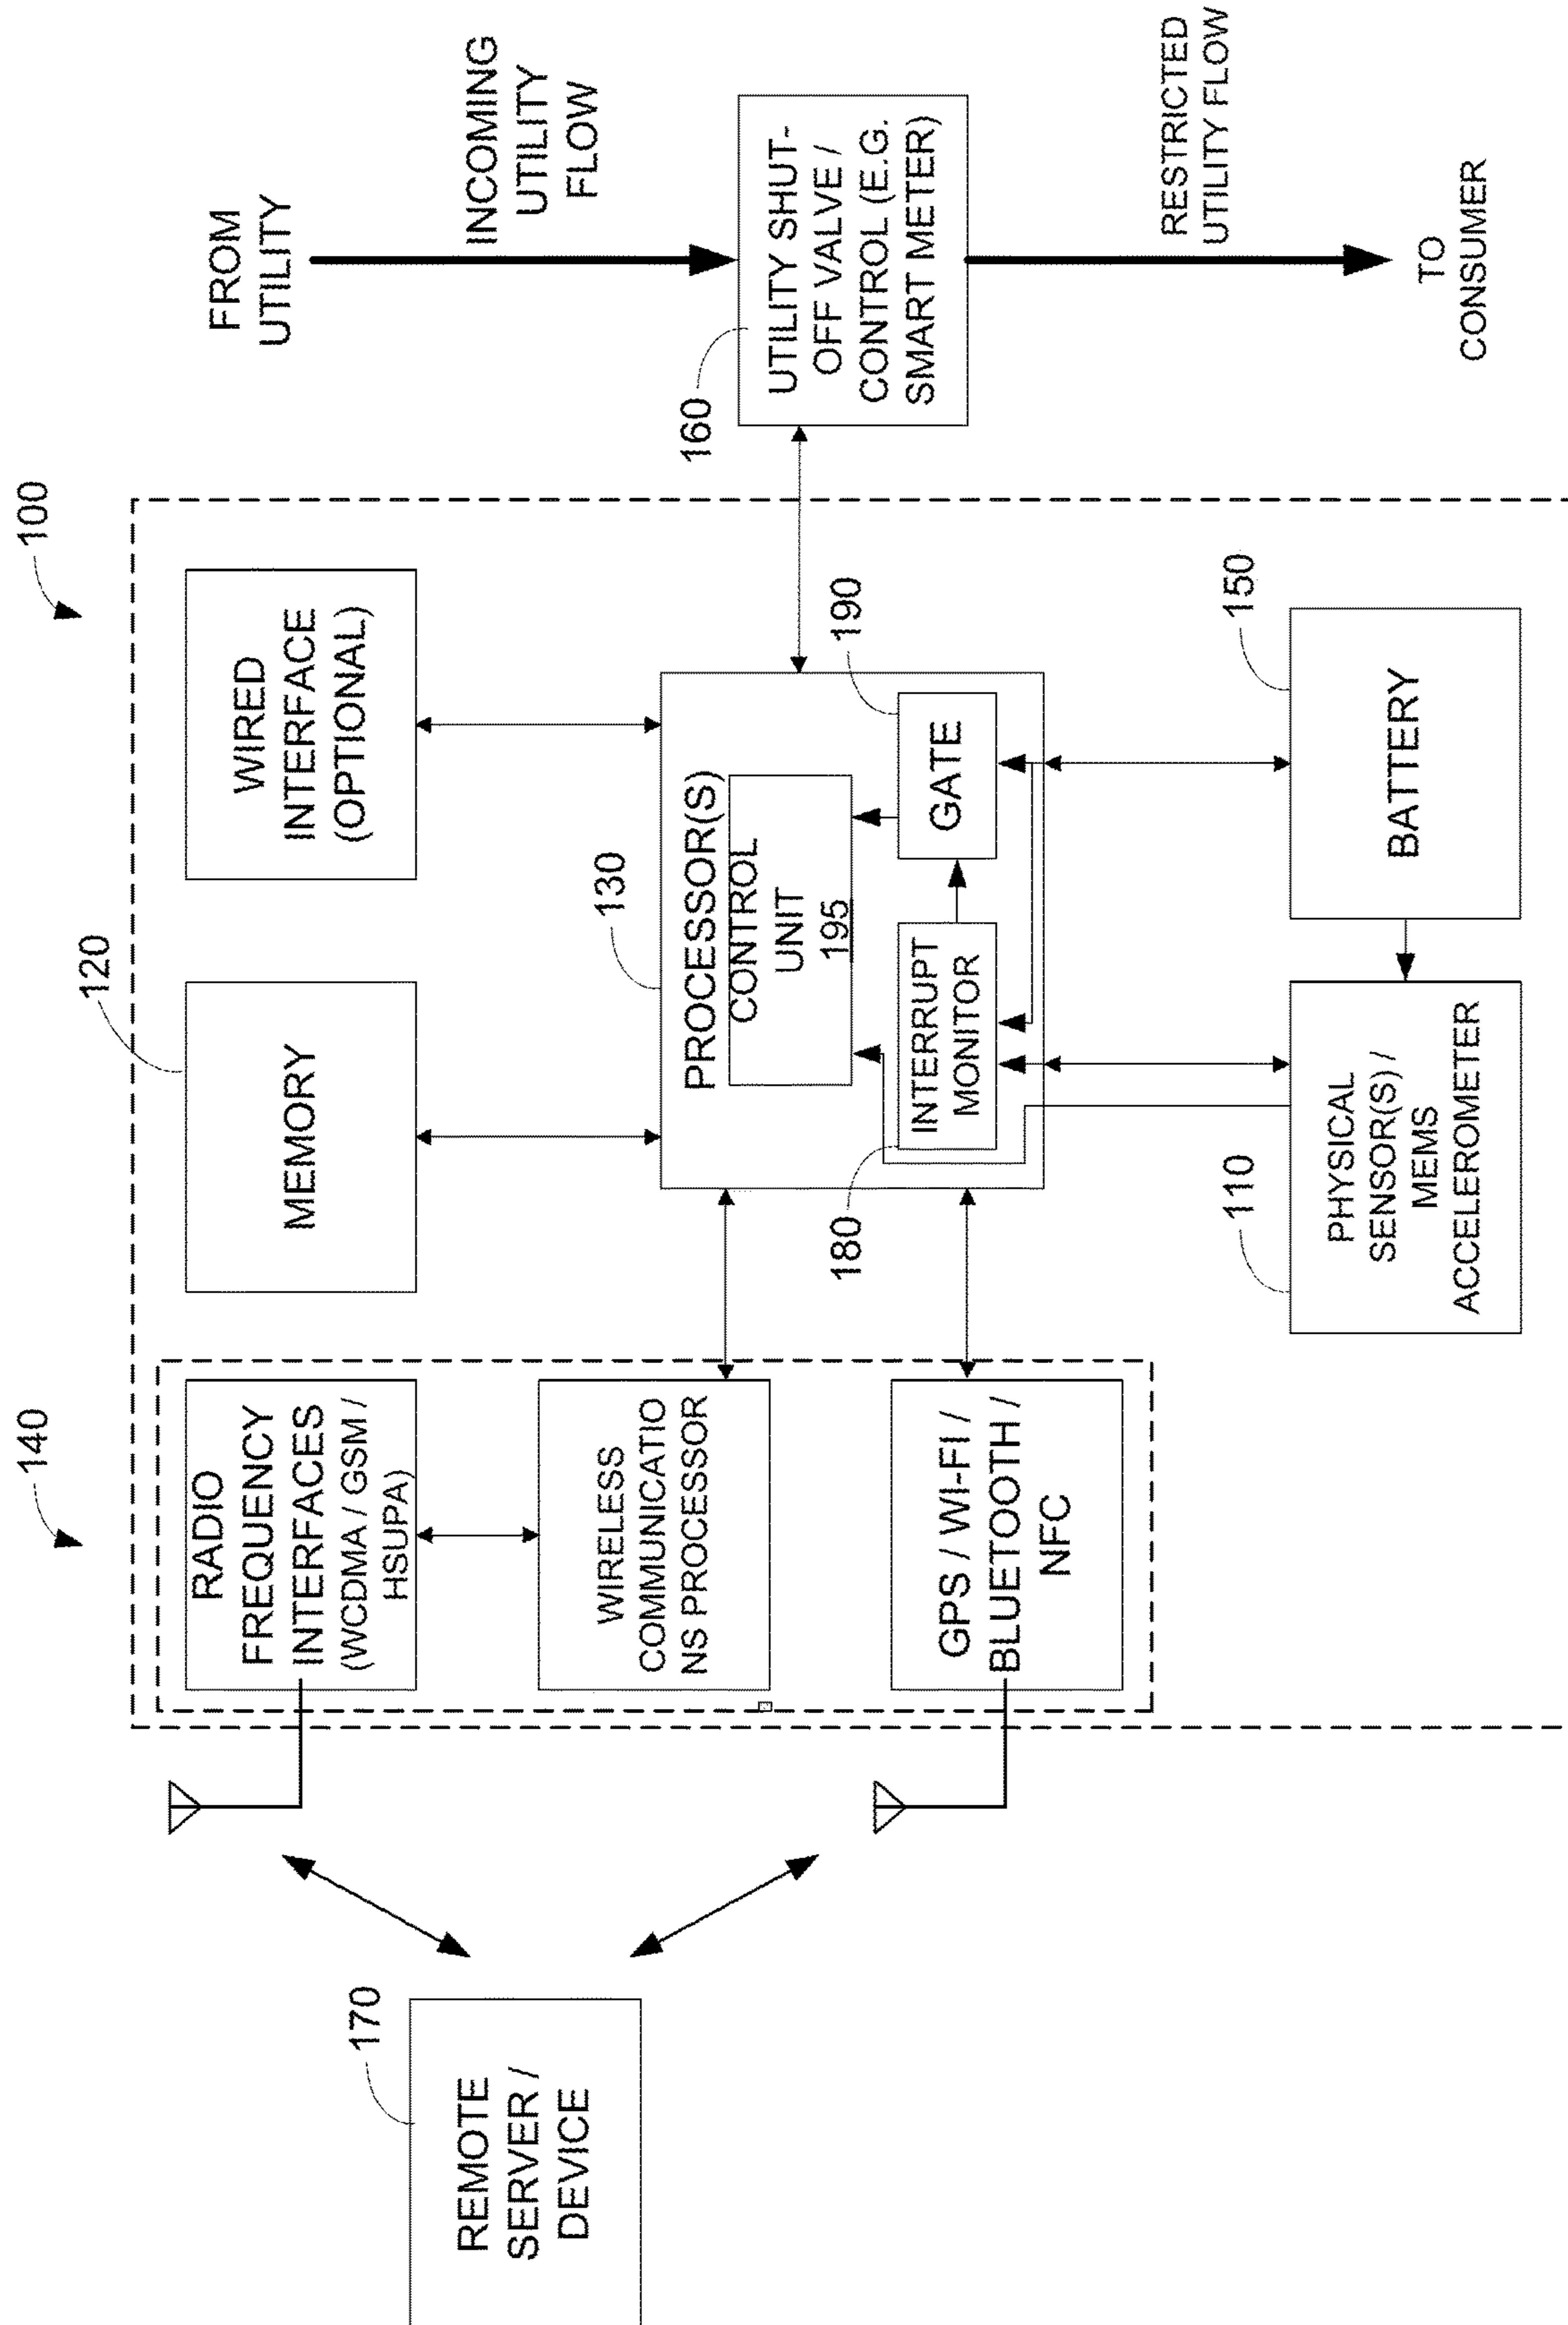 100
140
120
RADIO
FREQUENCY
INTERFACES
(WCDMA / GSM /
HSUPA)
MEMORY
WIRED
INTERFACE
(OPTIONAL)
FROM
UTILITY
INCOMING
UTILITY
FLOW
170
REMOTE
SERVER /
DEVICE
WIRELESS
COMMUNICATIO
NS PROCESSOR
130
PROCESSOR(S)
CONTROL
UNIT
195
160
UTILITY SHUT-
OFF VALVE /
CONTROL (E.G.
SMART METER)
GPS / WI-FI /
BLUETOOTH /
NFC
180
INTERRUPT
MONITOR
190
GATE
RESTRICTED
UTILITY FLOW
110
PHYSICAL
SENSOR(S) /
MEMS
ACCELEROMETER
150
BATTERY
TO
CONSUMER